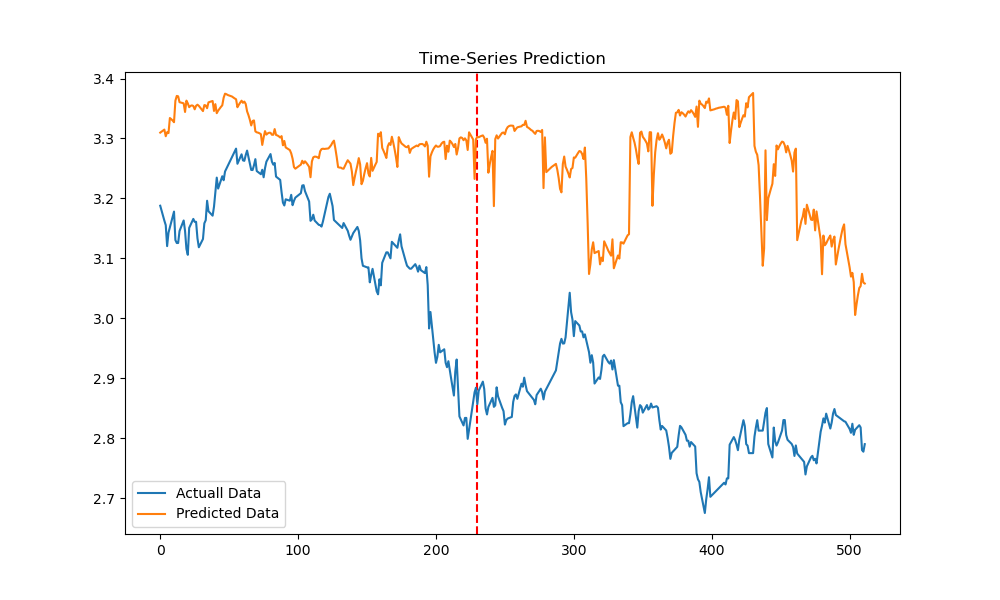 Time-Series Prediction
3.4
3.3
3.2
3.1
3.0
2.9
2.8
2.7
Actuall Data
Predicted Data
0 100 200 300 400 500